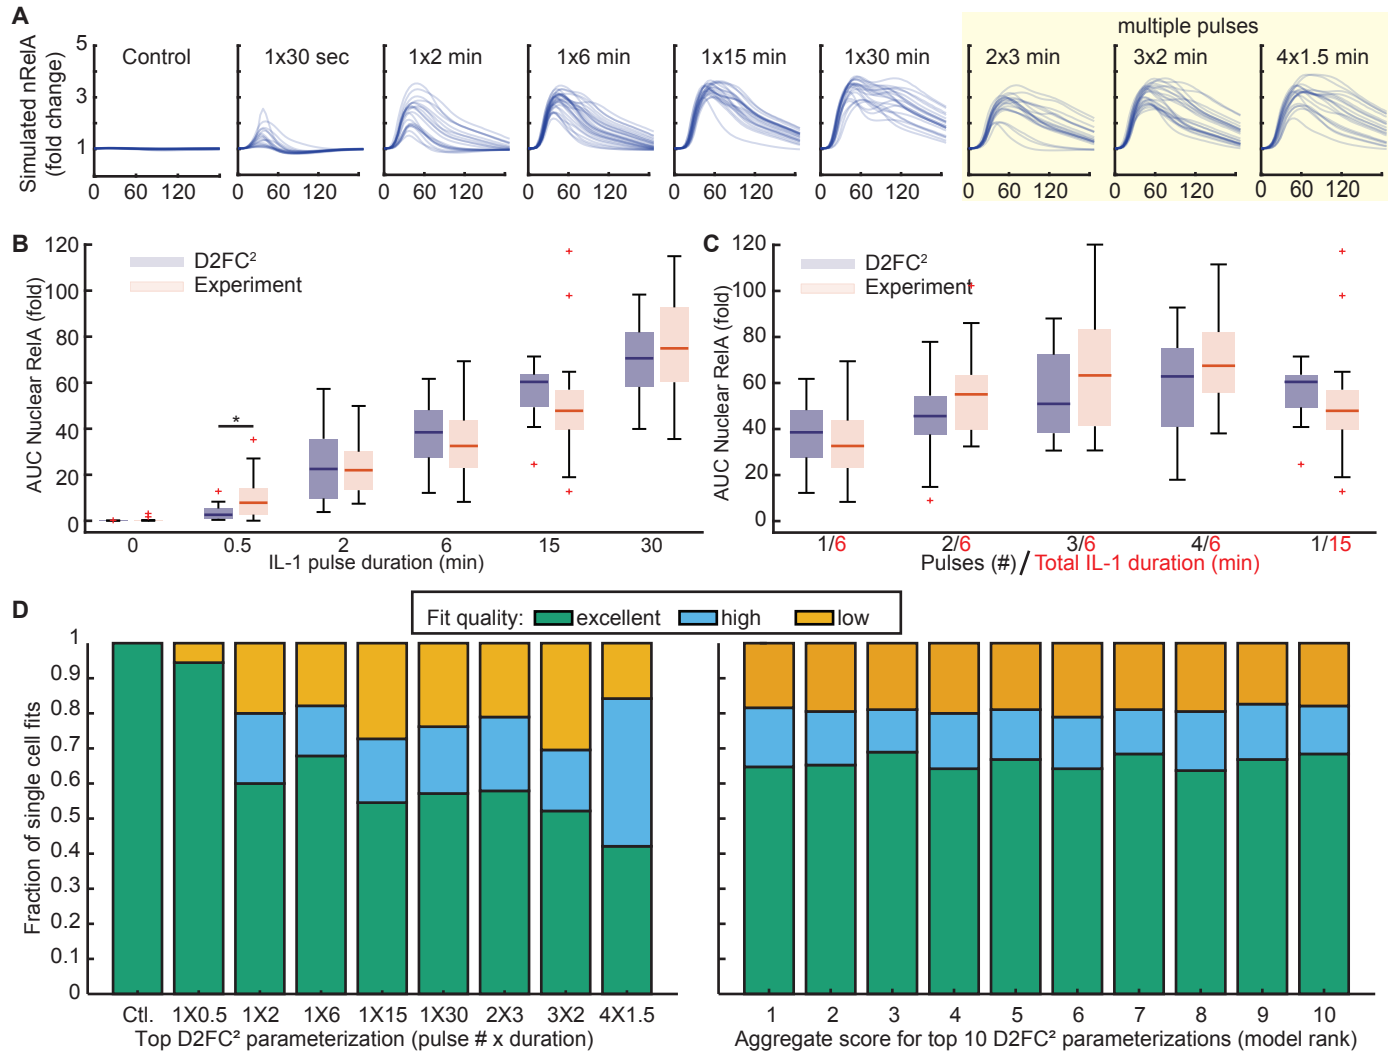 A
multiple pulses
Simulated nRelA
(fold change)
5
3
1
Control
1x30 sec
1x2 min
1x6 min
1x15 min
1x30 min
2x3 min
3x2 min
4x1.5 min
0 60 120
0 60 120
0 60 120
0 60 120
0 60 120
0 60 120
0 60 120
0 60 120
0 60 120
B
AUC Nuclear RelA (fold)
120
100
80
60
40
20
0
D2FC²
Experiment
*
0 0.5 2 6 15 30
IL-1 pulse duration (min)
C
AUC Nuclear RelA (fold)
120
100
80
60
40
20
0
D2FC²
Experiment
1/6 2/6 3/6 4/6 1/15
Pulses (#) / Total IL-1 duration (min)
D
Fit quality: excellent high low
Fraction of single cell fits
1
0.9
0.8
0.7
0.6
0.5
0.4
0.3
0.2
0.1
0
Ctl. 1X0.5 1X2 1X6 1X15 1X30 2X3 3X2 4X1.5
Top D2FC² parameterization (pulse # x duration)
1 2 3 4 5 6 7 8 9 10
Aggregate score for top 10 D2FC² parameterizations (model rank)